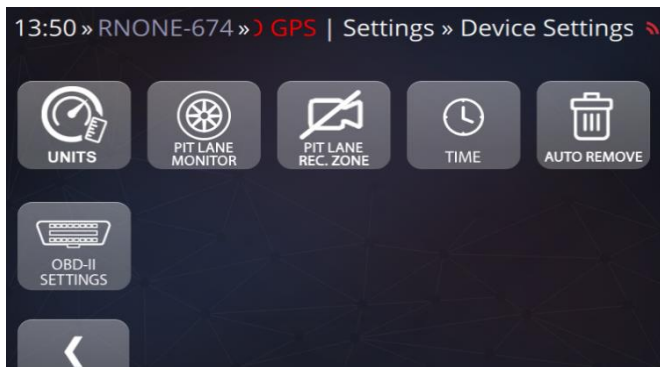 13:50 » RNONE-674 » GPS | Settings » Device Settings
UNITS
PIT LANE
MONITOR
PIT LANE
REC. ZONE
TIME
AUTO REMOVE
OBD-II
SETTINGS